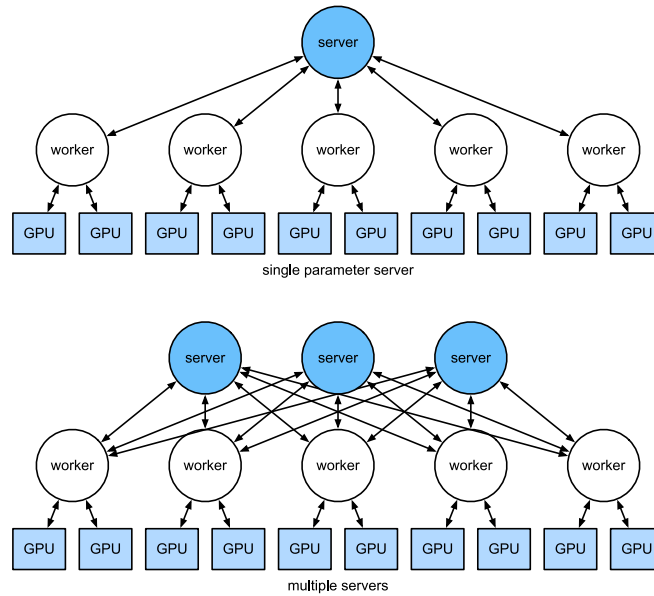 server
worker worker worker worker worker
GPU GPU GPU GPU GPU GPU GPU GPU GPU GPU
single parameter server
server server server
worker worker worker worker worker
GPU GPU GPU GPU GPU GPU GPU GPU GPU GPU
multiple servers